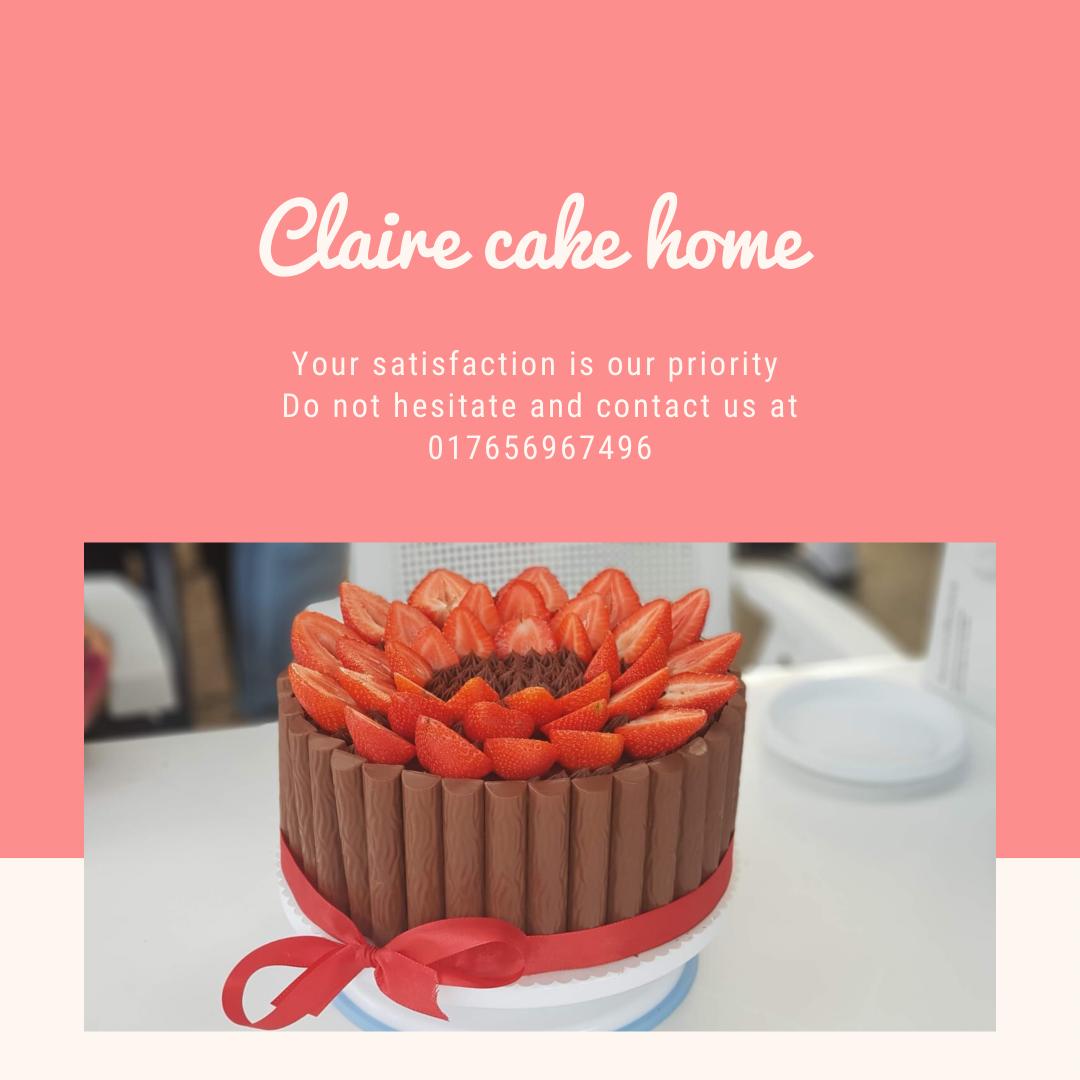 Claire cake home
Your satisfaction is our priority
Do not hesitate and contact us at
017656967496